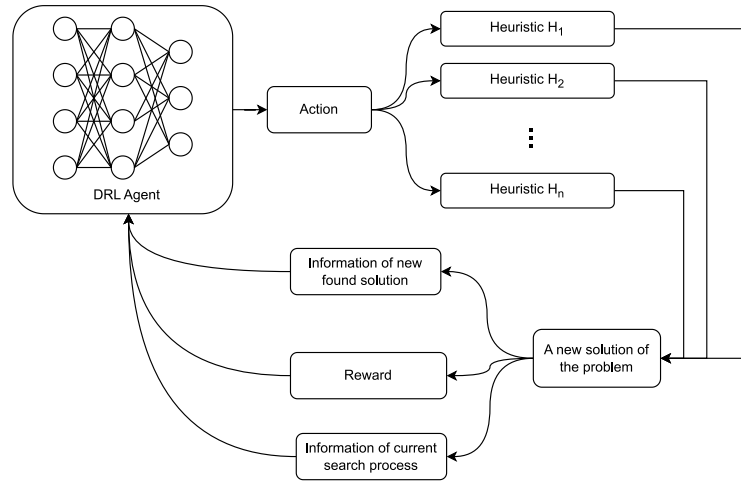 DRL Agent
Action
Heuristic H1
Heuristic H2
Heuristic Hn
Information of new
found solution
Reward
Information of current
search process
A new solution of
the problem